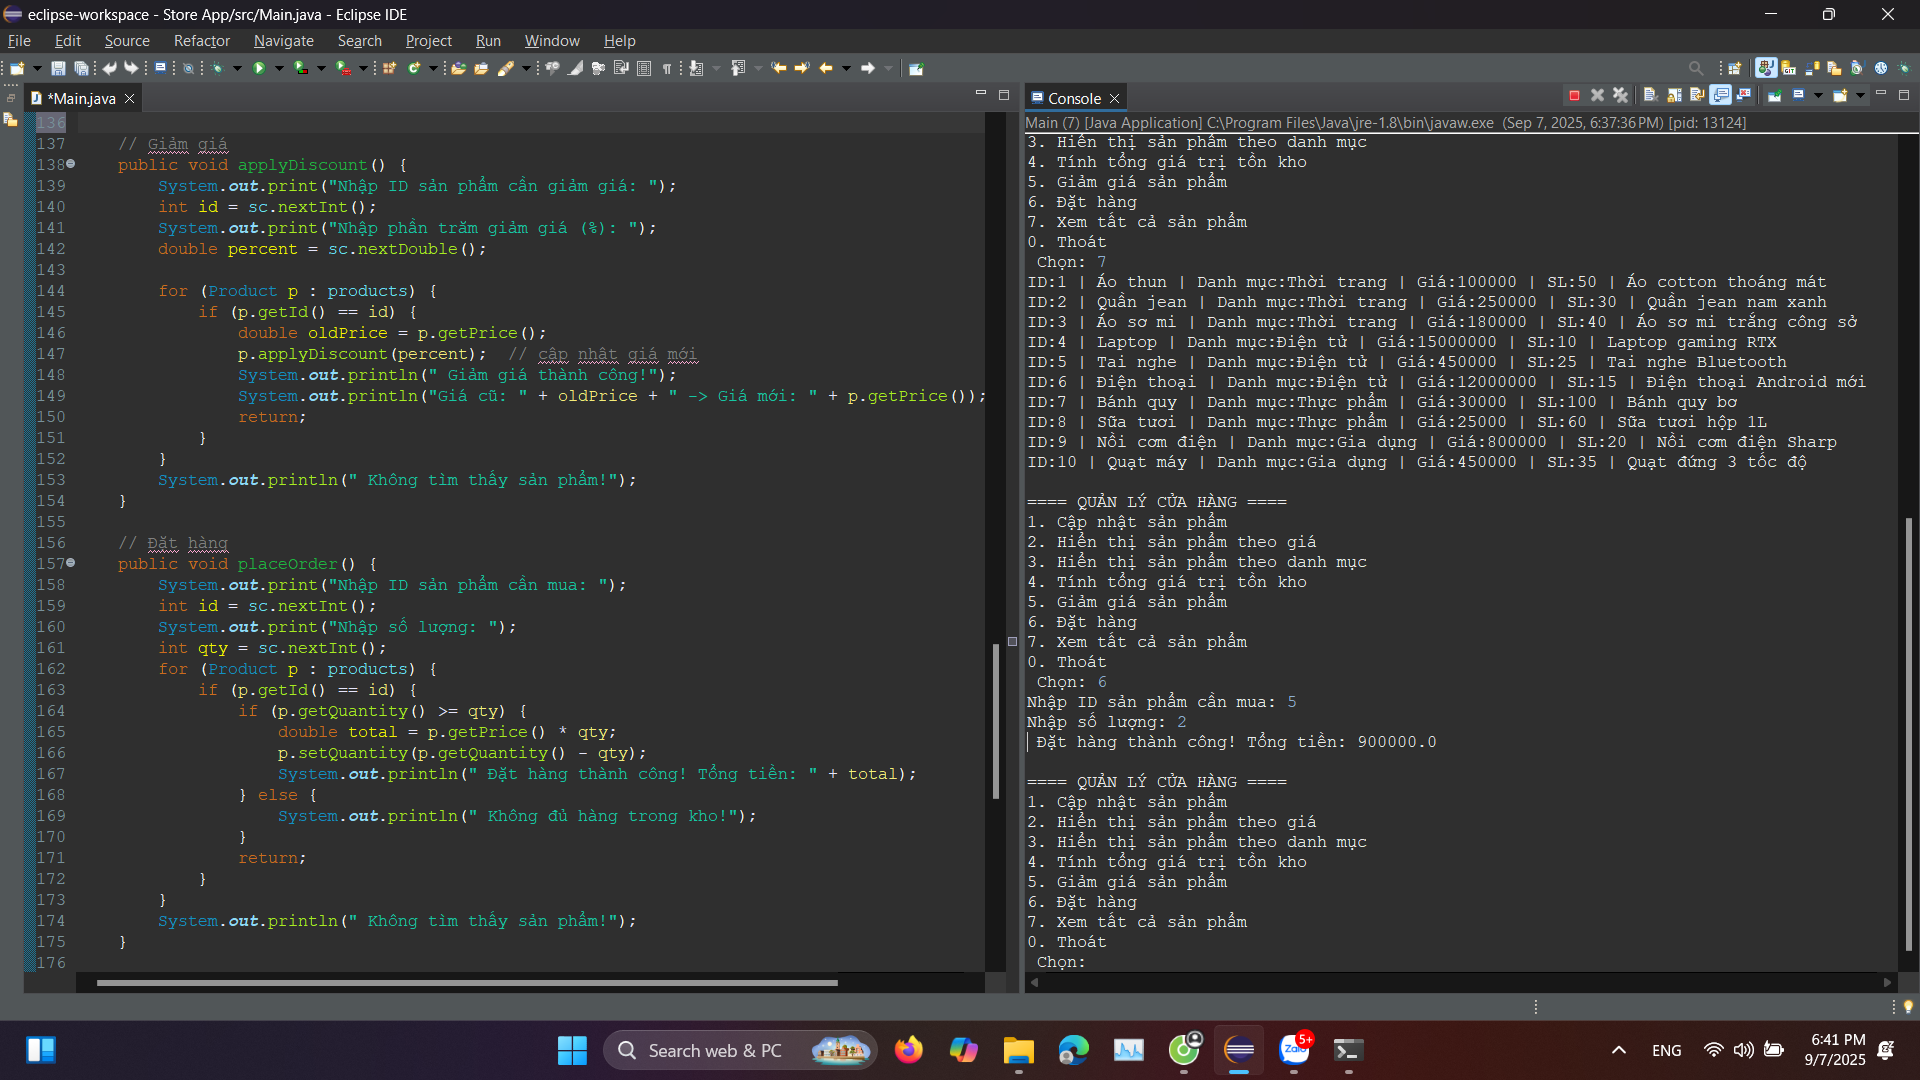 eclipse-workspace - Store App/src/Main.java - Eclipse IDE
File Edit Source Refactor Navigate Search Project Run Window Help
*Main.java
136
137 // Giảm giá
138 public void applyDiscount() {
139 System.out.print("Nhập ID sản phẩm cần giảm giá: ");
140 int id = sc.nextInt();
141 System.out.print("Nhập phần trăm giảm giá (%): ");
142 double percent = sc.nextDouble();
143
144 for (Product p : products) {
145 if (p.getId() == id) {
146 double oldPrice = p.getPrice();
147 p.applyDiscount(percent); // cập nhật giá mới
148 System.out.println(" Giảm giá thành công!");
149 System.out.println("Giá cũ: " + oldPrice + " -> Giá mới: " + p.getPrice());
150 return;
151 }
152 }
153 System.out.println(" Không tìm thấy sản phẩm!");
154 }
155
156 // Đặt hàng
157 public void placeOrder() {
158 System.out.print("Nhập ID sản phẩm cần mua: ");
159 int id = sc.nextInt();
160 System.out.print("Nhập số lượng: ");
161 int qty = sc.nextInt();
162 for (Product p : products) {
163 if (p.getId() == id) {
164 if (p.getQuantity() >= qty) {
165 double total = p.getPrice() * qty;
166 p.setQuantity(p.getQuantity() - qty);
167 System.out.println(" Đặt hàng thành công! Tổng tiền: " + total);
168 } else {
169 System.out.println(" Không đủ hàng trong kho!");
170 }
171 return;
172 }
173 }
174 System.out.println(" Không tìm thấy sản phẩm!");
175 }
176
Console
Main (7) [Java Application] C:\Program Files\Java\jre-1.8\bin\javaw.exe (Sep 7, 2025, 6:37:36 PM) [pid: 13124]
3. Hiển thị sản phẩm theo danh mục
4. Tính tổng giá trị tồn kho
5. Giảm giá sản phẩm
6. Đặt hàng
7. Xem tất cả sản phẩm
0. Thoát
Chọn: 7
ID:1 | Áo thun | Danh mục:Thời trang | Giá:100000 | SL:50 | Áo cotton thoáng mát
ID:2 | Quần jean | Danh mục:Thời trang | Giá:250000 | SL:30 | Quần jean nam xanh
ID:3 | Áo sơ mi | Danh mục:Thời trang | Giá:180000 | SL:40 | Áo sơ mi trắng công sở
ID:4 | Laptop | Danh mục:Điện tử | Giá:15000000 | SL:10 | Laptop gaming RTX
ID:5 | Tai nghe | Danh mục:Điện tử | Giá:450000 | SL:25 | Tai nghe Bluetooth
ID:6 | Điện thoại | Danh mục:Điện tử | Giá:12000000 | SL:15 | Điện thoại Android mới
ID:7 | Bánh quy | Danh mục:Thực phẩm | Giá:30000 | SL:100 | Bánh quy bơ
ID:8 | Sữa tươi | Danh mục:Thực phẩm | Giá:25000 | SL:60 | Sữa tươi hộp 1L
ID:9 | Nồi cơm điện | Danh mục:Gia dụng | Giá:800000 | SL:20 | Nồi cơm điện Sharp
ID:10 | Quạt máy | Danh mục:Gia dụng | Giá:450000 | SL:35 | Quạt đứng 3 tốc độ
==== QUẢN LÝ CỬA HÀNG ====
1. Cập nhật sản phẩm
2. Hiển thị sản phẩm theo giá
3. Hiển thị sản phẩm theo danh mục
4. Tính tổng giá trị tồn kho
5. Giảm giá sản phẩm
6. Đặt hàng
7. Xem tất cả sản phẩm
0. Thoát
Chọn: 6
Nhập ID sản phẩm cần mua: 5
Nhập số lượng: 2
Đặt hàng thành công! Tổng tiền: 900000.0
==== QUẢN LÝ CỬA HÀNG ====
1. Cập nhật sản phẩm
2. Hiển thị sản phẩm theo giá
3. Hiển thị sản phẩm theo danh mục
4. Tính tổng giá trị tồn kho
5. Giảm giá sản phẩm
6. Đặt hàng
7. Xem tất cả sản phẩm
0. Thoát
Chọn:
Search web & PC
Zalo
5+
ENG
6:41 PM
9/7/2025